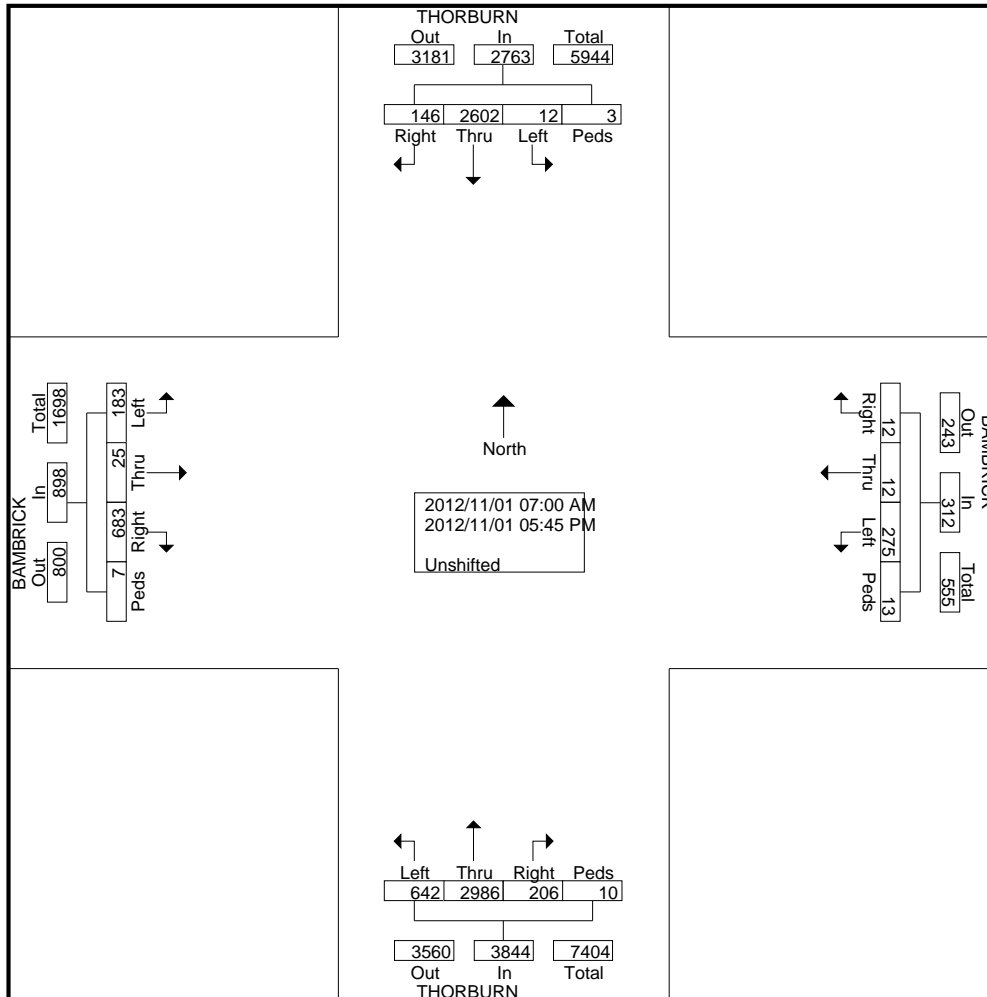 THORBURN
Out In Total
3181 2763 5944
146 2602 12 3
Right Thru Left Peds
BAMBRICK
Out In Total
800 898 1698
183 25 683 7
Left Thru Right Peds
North
2012/11/01 07:00 AM
2012/11/01 05:45 PM
Unshifted
BAMBRICK
Out In Total
243 312 555
Right Thru Left Peds
12 12 275 13
Left Thru Right Peds
642 2986 206 10
3560 3844 7404
Out In Total
THORBURN